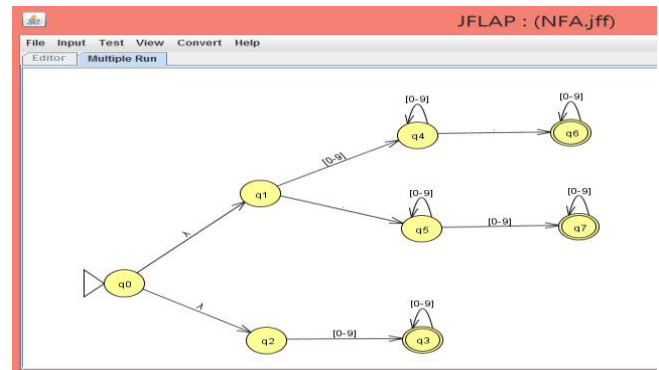 JFLAP : (NFA.jff)
File Input Test View Convert Help
Editor Multiple Run
[0-9] [0-9]
q4 . q6
[0-9]
q1 [0-9] [0-9]
.
q5 [0-9] q7
λ
q0
λ [0-9]
q2 [0-9] q3